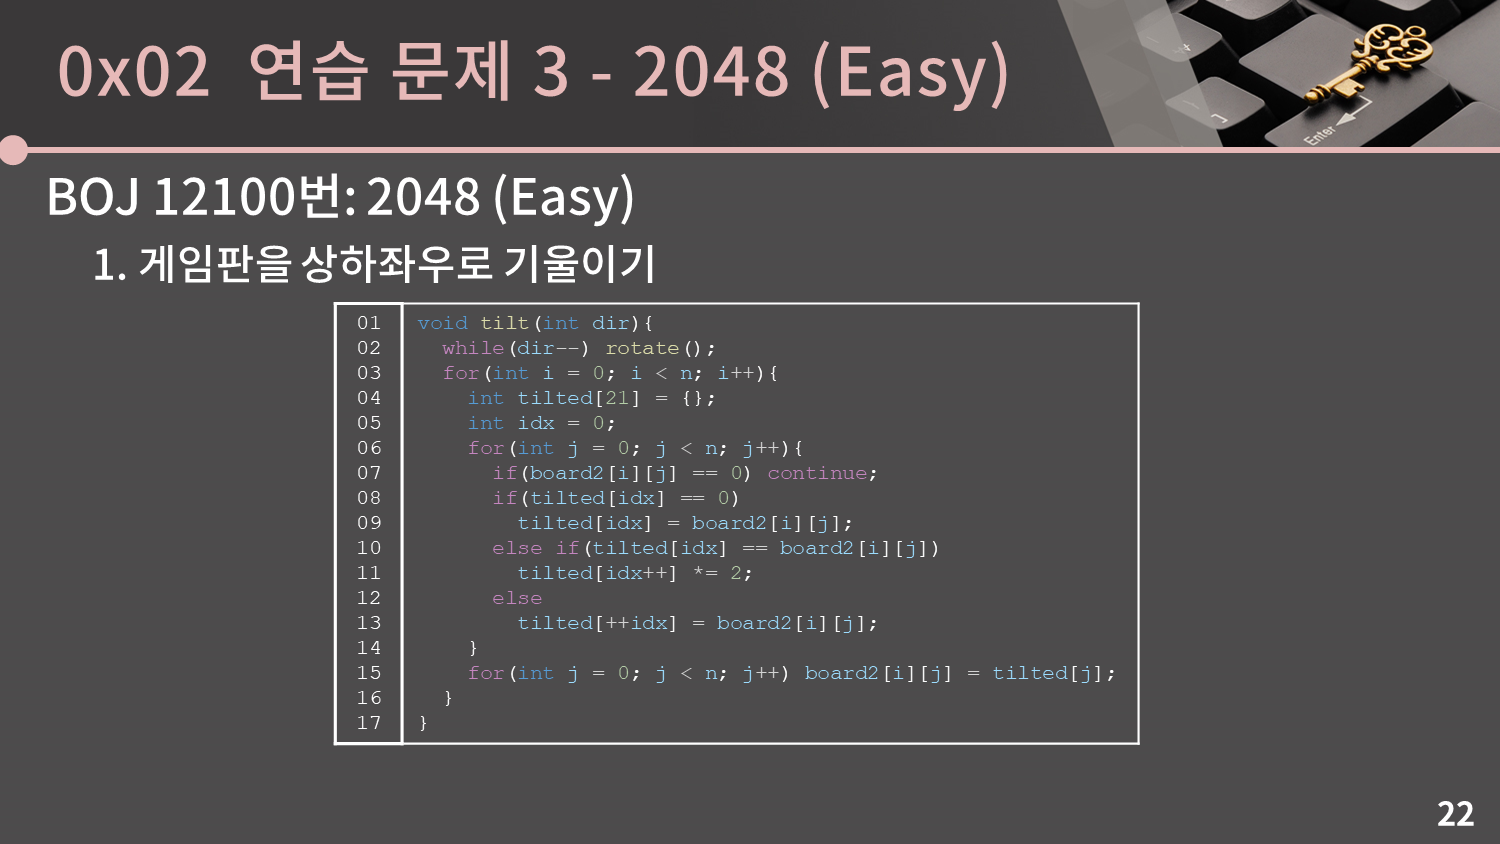 0x02 연습 문제 3 - 2048 (Easy)
Enter
BOJ 12100번: 2048 (Easy)
1. 게임판을 상하좌우로 기울이기
01 void tilt(int dir){
02   while(dir--) rotate();
03   for(int i = 0; i < n; i++){
04     int tilted[21] = {};
05     int idx = 0;
06     for(int j = 0; j < n; j++){
07       if(board2[i][j] == 0) continue;
08       if(tilted[idx] == 0)
09         tilted[idx] = board2[i][j];
10       else if(tilted[idx] == board2[i][j])
11         tilted[idx++] *= 2;
12       else
13         tilted[++idx] = board2[i][j];
14     }
15     for(int j = 0; j < n; j++) board2[i][j] = tilted[j];
16   }
17 }
22